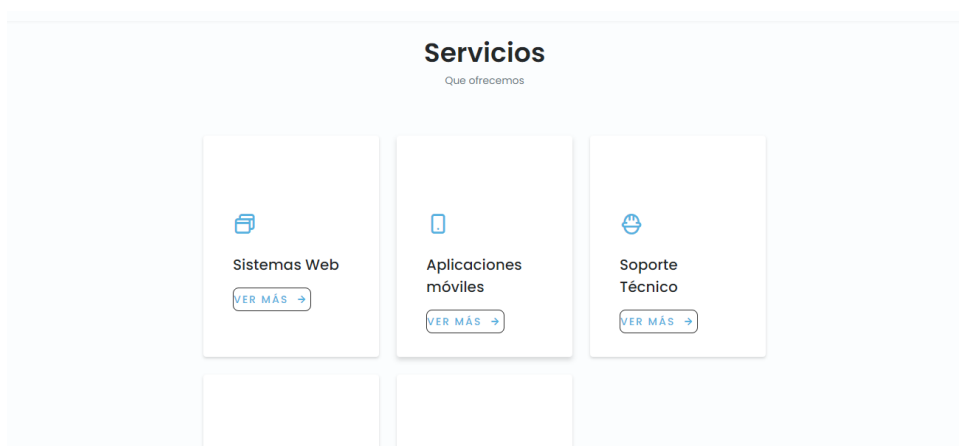 Servicios
Que ofrecemos
Sistemas Web
VER MÁS
Aplicaciones
móviles
VER MÁS
Soporte
Técnico
VER MÁS